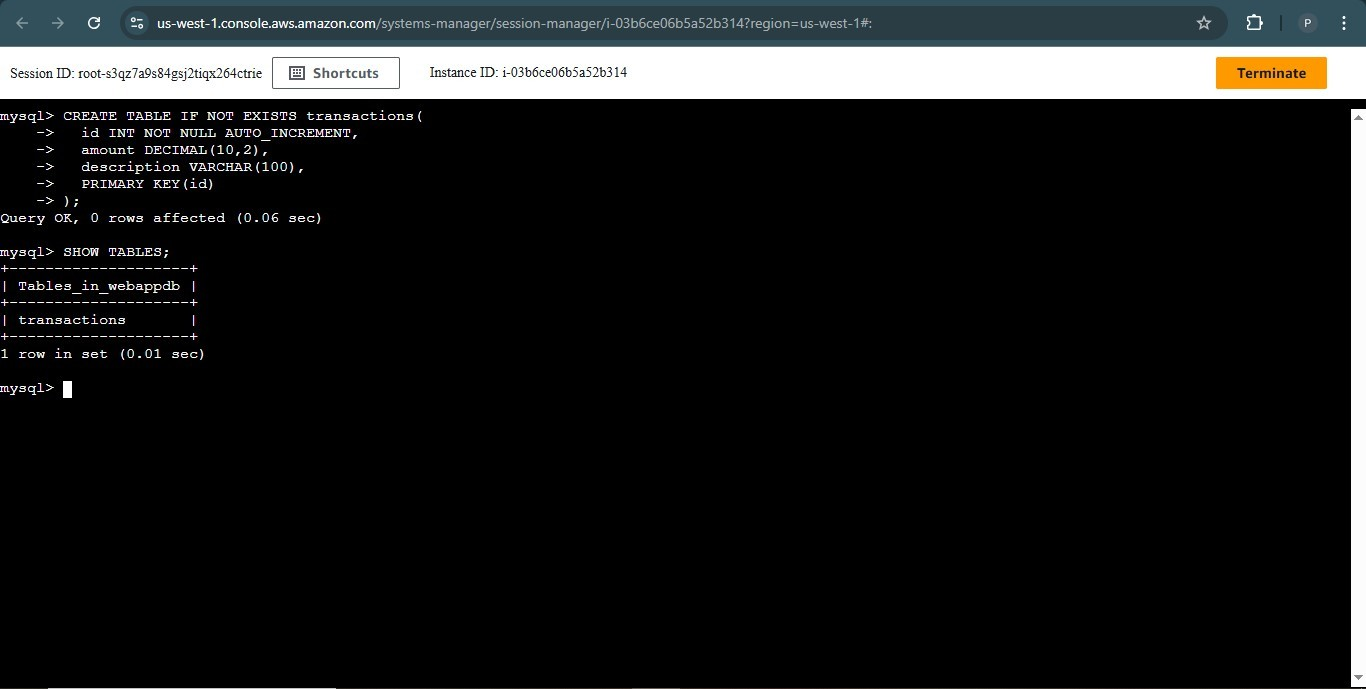 us-west-1.console.aws.amazon.com/systems-manager/session-manager/i-03b6ce06b5a52b314?region=us-west-1#:
P
Session ID: root-s3qz7a9s84gsj2tiqx264ctrie
Shortcuts
Instance ID: i-03b6ce06b5a52b314
Terminate
mysql> CREATE TABLE IF NOT EXISTS transactions(
    ->   id INT NOT NULL AUTO_INCREMENT,
    ->   amount DECIMAL(10,2),
    ->   description VARCHAR(100),
    ->   PRIMARY KEY(id)
    -> );
Query OK, 0 rows affected (0.06 sec)
mysql> SHOW TABLES;
+--------------------+
| Tables_in_webappdb |
+--------------------+
| transactions       |
+--------------------+
1 row in set (0.01 sec)
mysql>